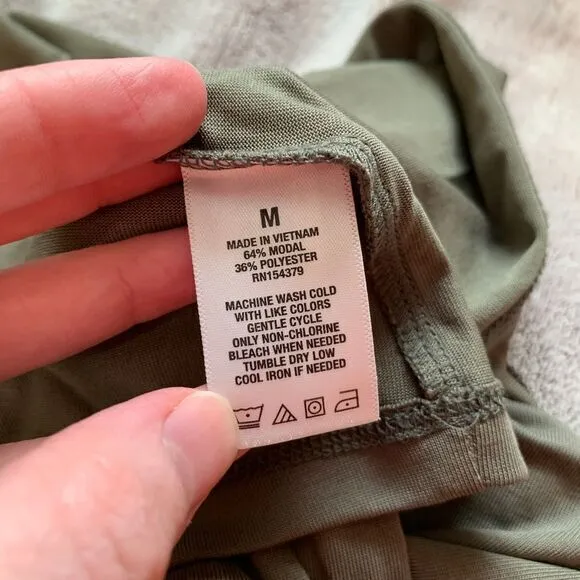 M
MADE IN VIETNAM
64% MODAL
36% POLYESTER
RN154379
MACHINE WASH COLD
WITH LIKE COLORS
GENTLE CYCLE
ONLY NON-CHLORINE
BLEACH WHEN NEEDED
TUMBLE DRY LOW
COOL IRON IF NEEDED